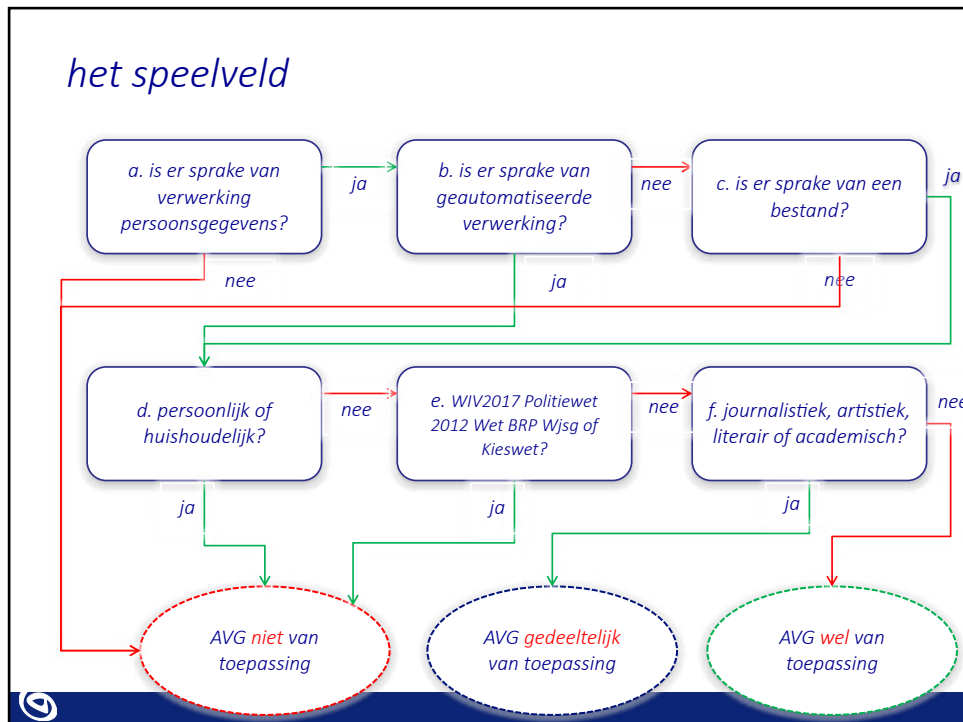 het speelveld
a. is er sprake van
verwerking
persoonsgegevens?
ja
b. is er sprake van
geautomatiseerde
verwerking?
nee
c. is er sprake van een
bestand?
ja
nee
ja
nee
d. persoonlijk of
huishoudelijk?
nee
e. WIV2017 Politiewet
2012 Wet BRP Wjsg of
Kieswet?
nee
f. journalistiek, artistiek,
literair of academisch?
nee
ja
ja
ja
AVG niet van
toepassing
AVG gedeeltelijk
van toepassing
AVG wel van
toepassing